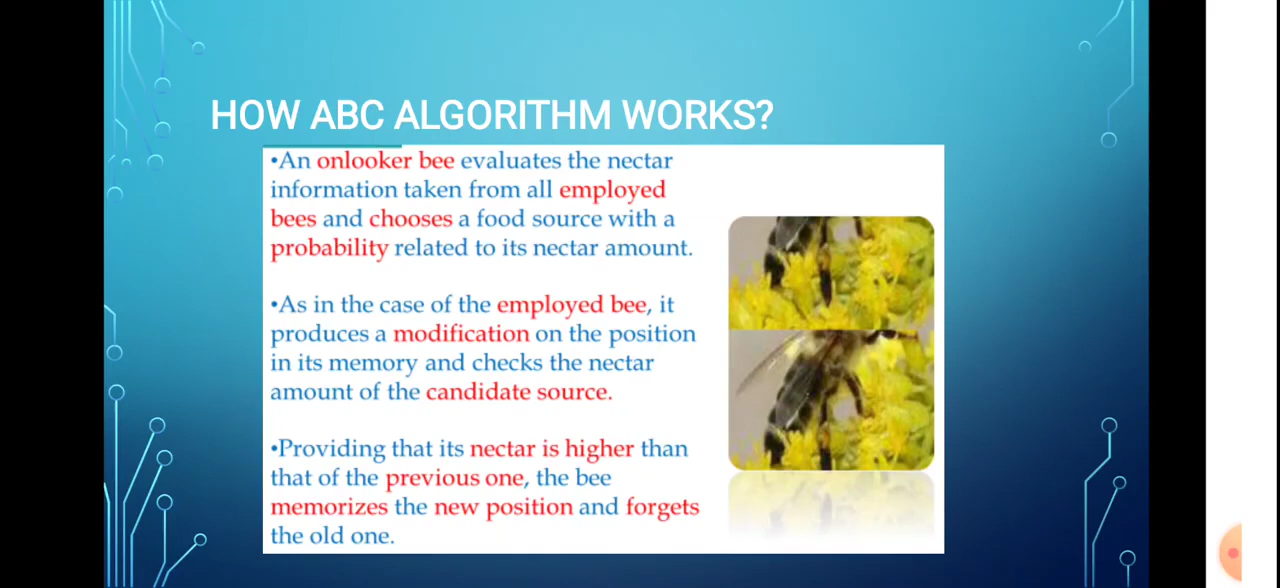 HOW ABC ALGORITHM WORKS?
•An onlooker bee evaluates the nectar
information taken from all employed
bees and chooses a food source with a
probability related to its nectar amount.
•As in the case of the employed bee, it
produces a modification on the position
in its memory and checks the nectar
amount of the candidate source.
•Providing that its nectar is higher than
that of the previous one, the bee
memorizes the new position and forgets
the old one.